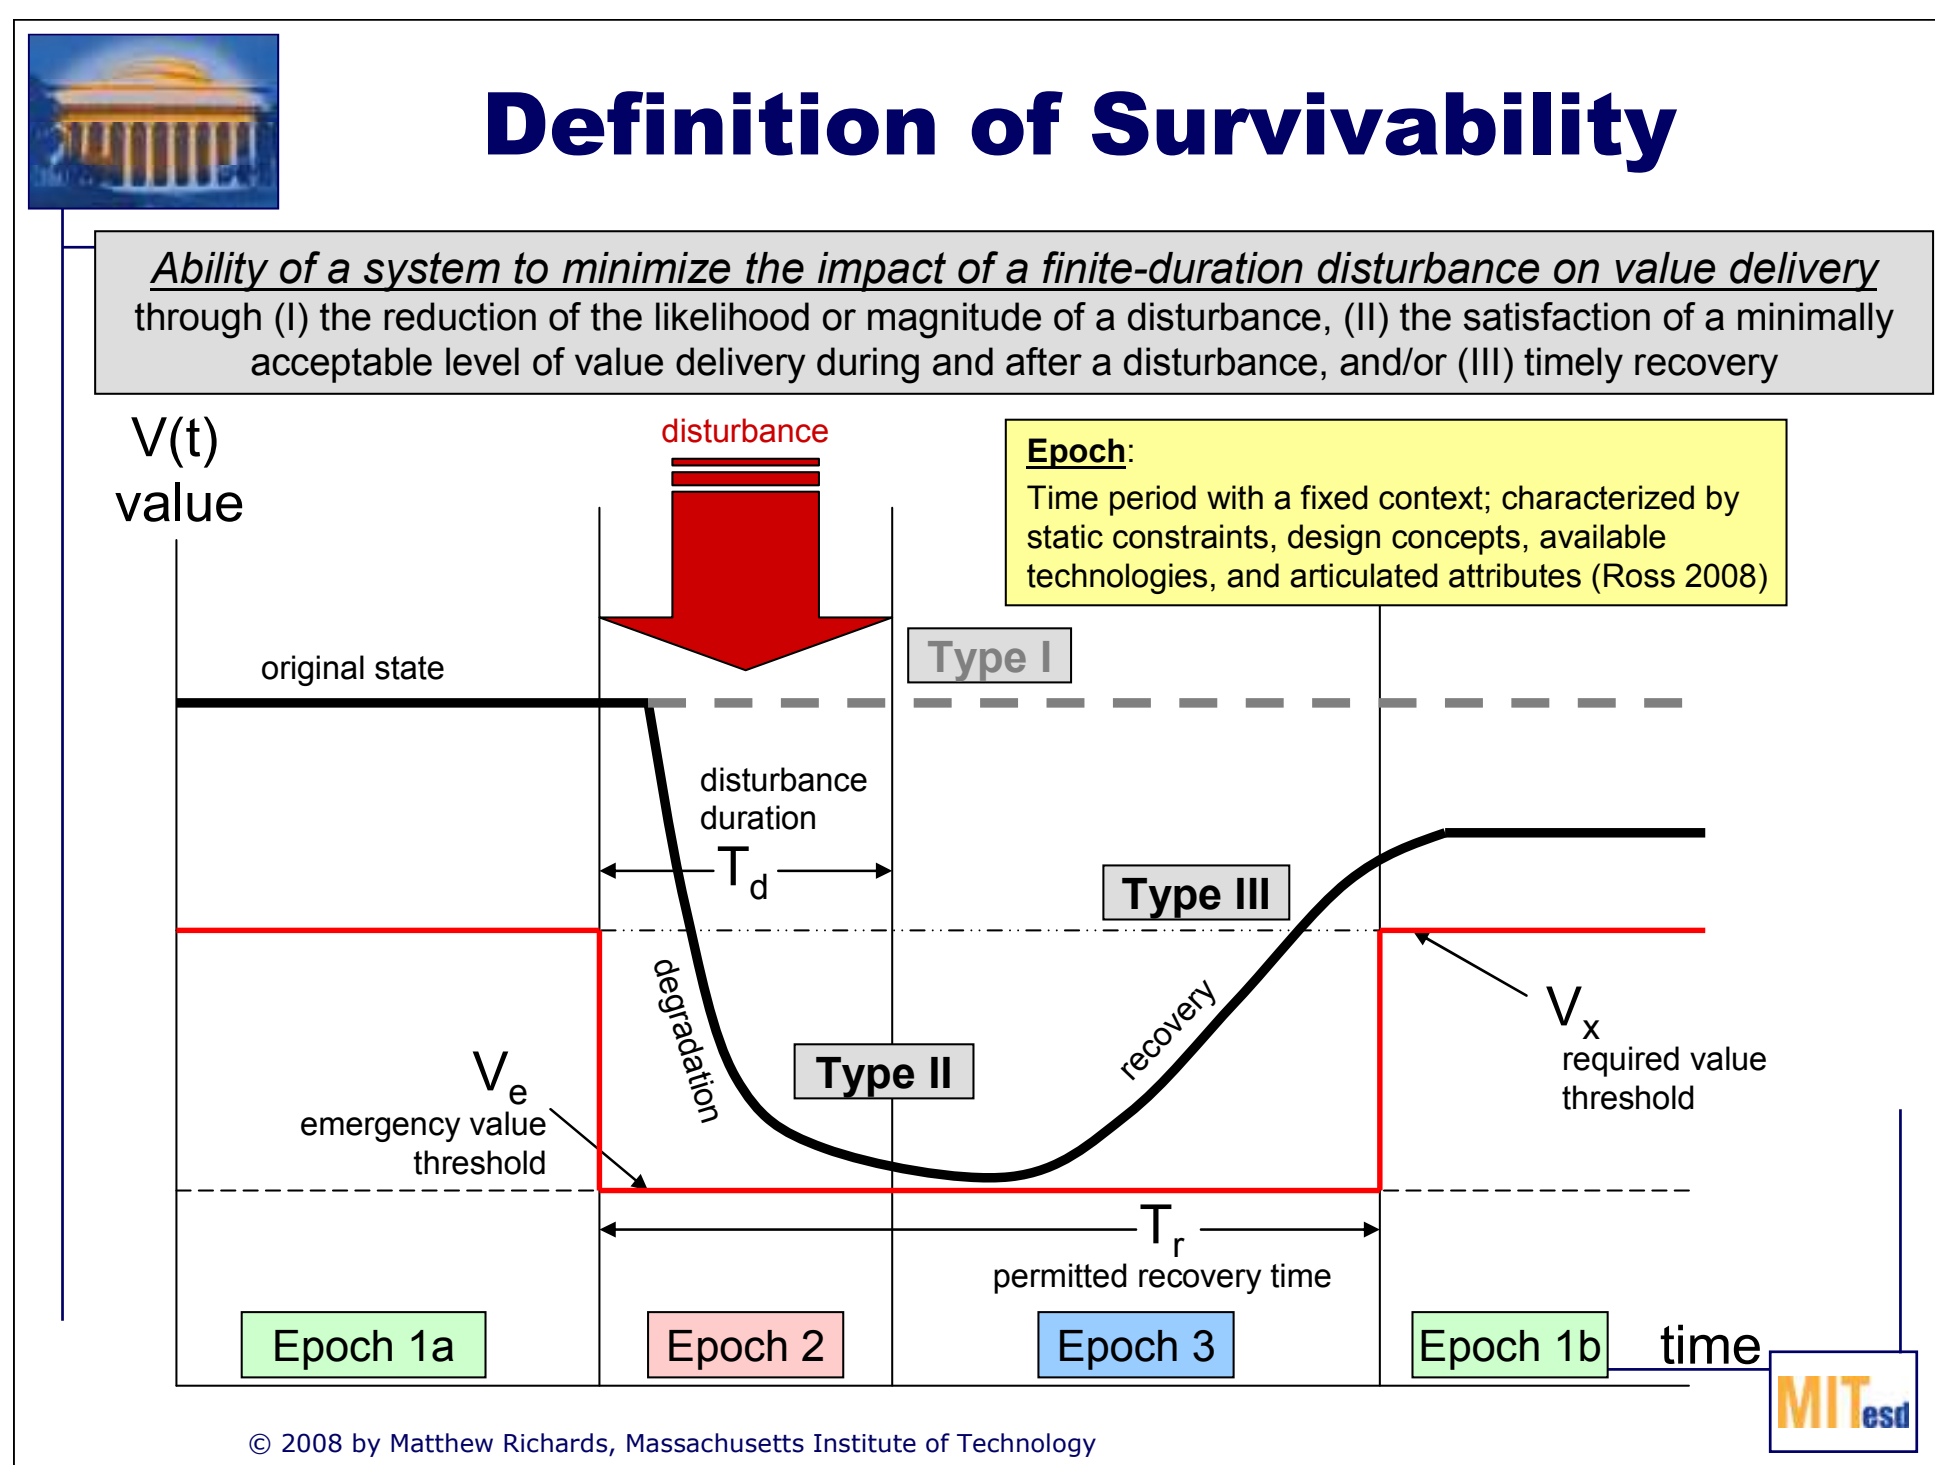 Definition of Survivability
Ability of a system to minimize the impact of a finite-duration disturbance on value delivery
through (I) the reduction of the likelihood or magnitude of a disturbance, (II) the satisfaction of a minimally
acceptable level of value delivery during and after a disturbance, and/or (III) timely recovery
V(t)
value
disturbance
Epoch:
Time period with a fixed context; characterized by
static constraints, design concepts, available
technologies, and articulated attributes (Ross 2008)
original state
Type I
disturbance
duration
Td
Type III
degradation
recovery
Vx
required value
threshold
Type II
Ve
emergency value
threshold
Tr
permitted recovery time
Epoch 1a
Epoch 2
Epoch 3
Epoch 1b
time
MITesd
© 2008 by Matthew Richards, Massachusetts Institute of Technology